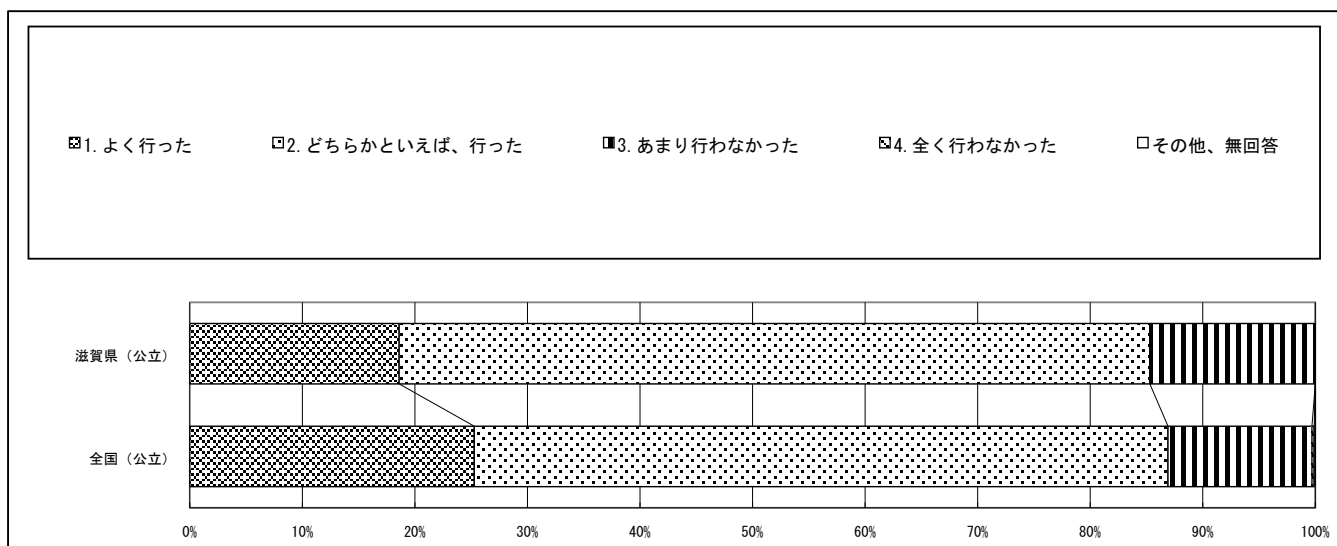 1. よく行った 2. どちらかといえば、行った 3. あまり行わなかった 4. 全く行わなかった その他、無回答
滋賀県（公立）
全国（公立）
0% 10% 20% 30% 40% 50% 60% 70% 80% 90% 100%